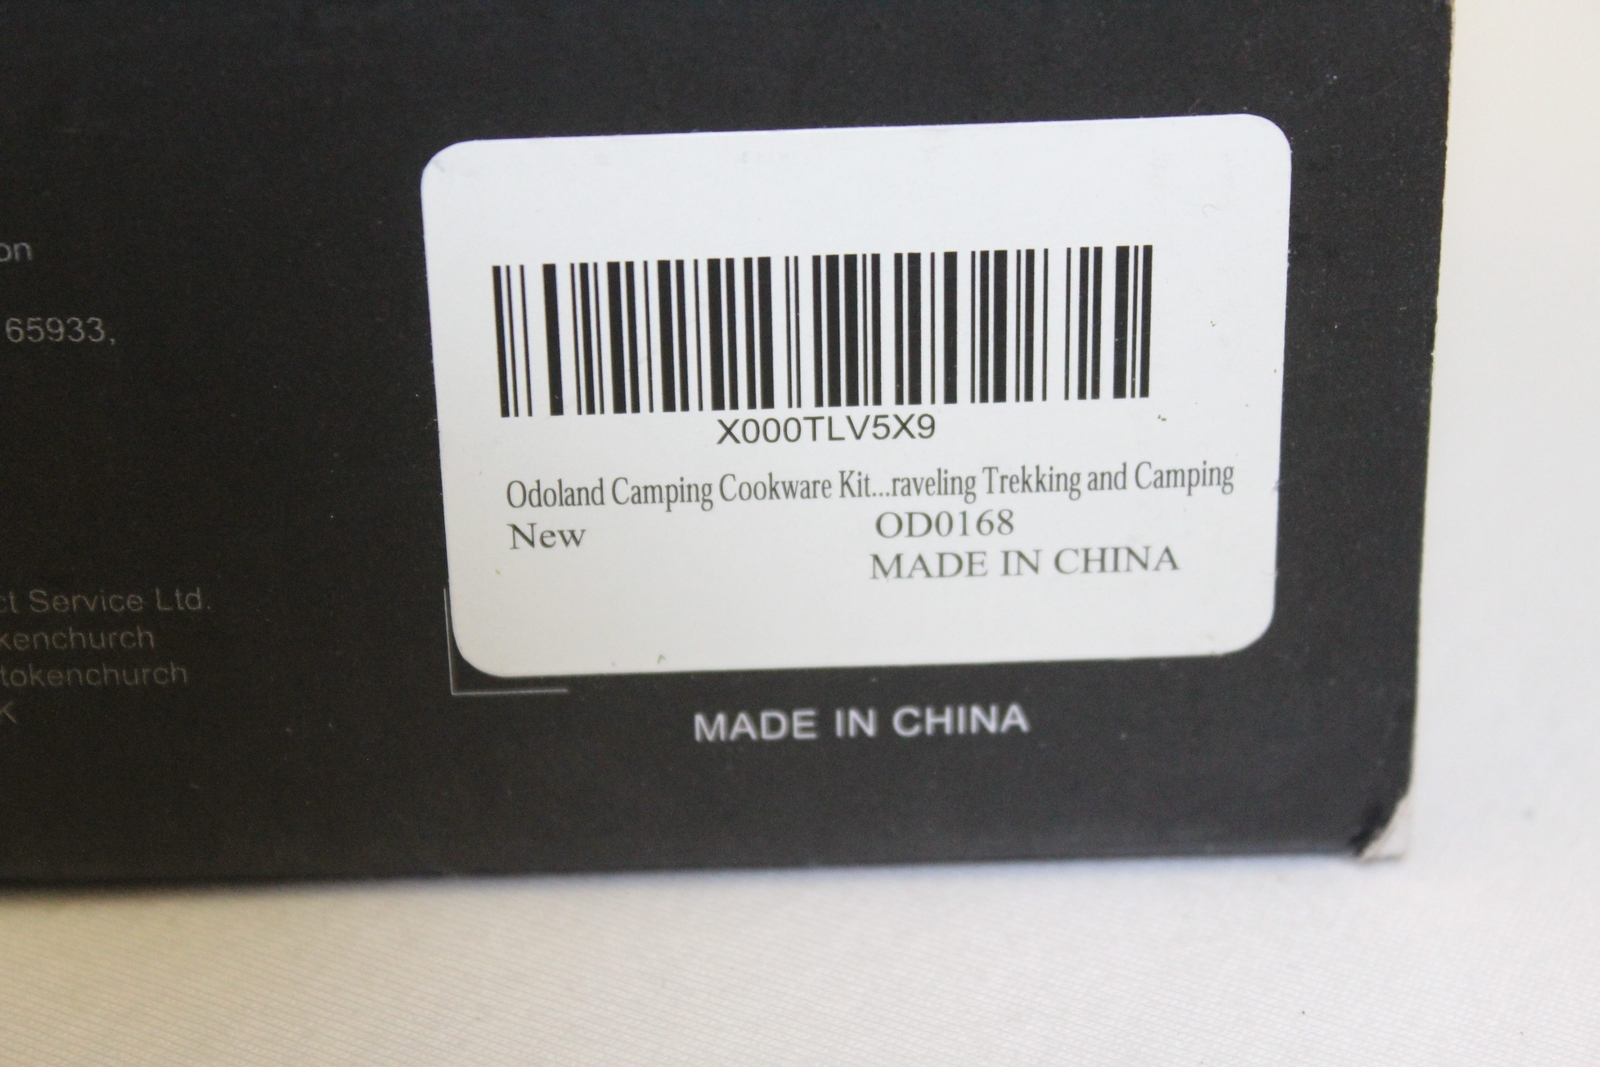 on
65933,
ct Service Ltd.
kenchurch
tokenchurch
K
X000TLV5X9
Odoland Camping Cookware Kit...raveling Trekking and Camping
New OD0168
MADE IN CHINA
MADE IN CHINA